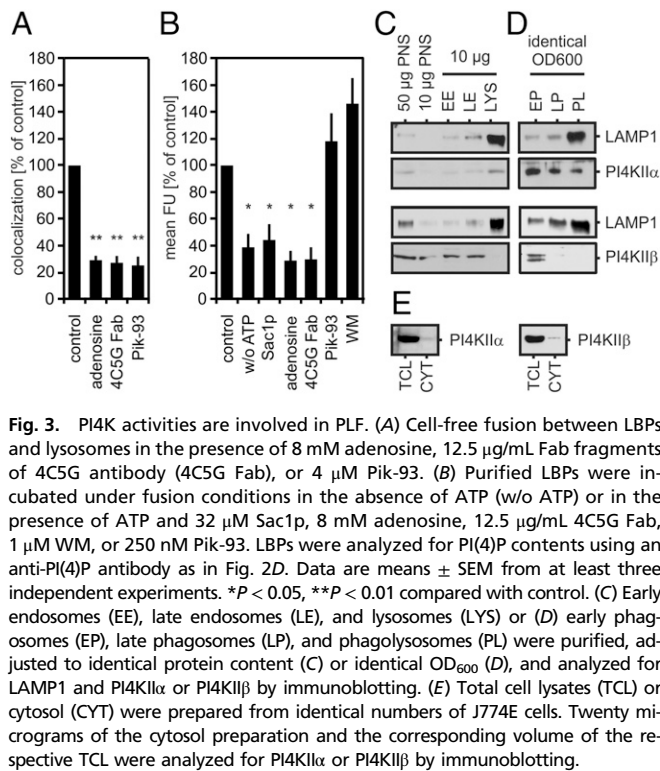 A
B
C
D
colocalization [% of control]
180
160
140
120
100
80
60
40
20
0
**
**
**
control
adenosine
4C5G Fab
Pik-93
mean FU [% of control]
180
160
140
120
100
80
60
40
20
0
*
*
*
*
control
w/o ATP
Sac1p
adenosine
4C5G Fab
Pik-93
WM
50 µg PNS
10 µg PNS
10 µg
EE
LE
LYS
identical
OD600
EP
LP
PL
LAMP1
PI4KIIα
LAMP1
PI4KIIβ
E
PI4KIIα
TCL
CYT
PI4KIIβ
TCL
CYT
Fig. 3. PI4K activities are involved in PLF. (A) Cell-free fusion between LBPs
and lysosomes in the presence of 8 mM adenosine, 12.5 μg/mL Fab fragments
of 4C5G antibody (4C5G Fab), or 4 μM Pik-93. (B) Purified LBPs were in-
cubated under fusion conditions in the absence of ATP (w/o ATP) or in the
presence of ATP and 32 μM Sac1p, 8 mM adenosine, 12.5 μg/mL 4C5G Fab,
1 μM WM, or 250 nM Pik-93. LBPs were analyzed for PI(4)P contents using an
anti-PI(4)P antibody as in Fig. 2D. Data are means ± SEM from at least three
independent experiments. *P < 0.05, **P < 0.01 compared with control. (C) Early
endosomes (EE), late endosomes (LE), and lysosomes (LYS) or (D) early phag-
osomes (EP), late phagosomes (LP), and phagolysosomes (PL) were purified, ad-
justed to identical protein content (C) or identical OD600 (D), and analyzed for
LAMP1 and PI4KIIα or PI4KIIβ by immunoblotting. (E) Total cell lysates (TCL) or
cytosol (CYT) were prepared from identical numbers of J774E cells. Twenty mi-
crograms of the cytosol preparation and the corresponding volume of the re-
spective TCL were analyzed for PI4KIIα or PI4KIIβ by immunoblotting.